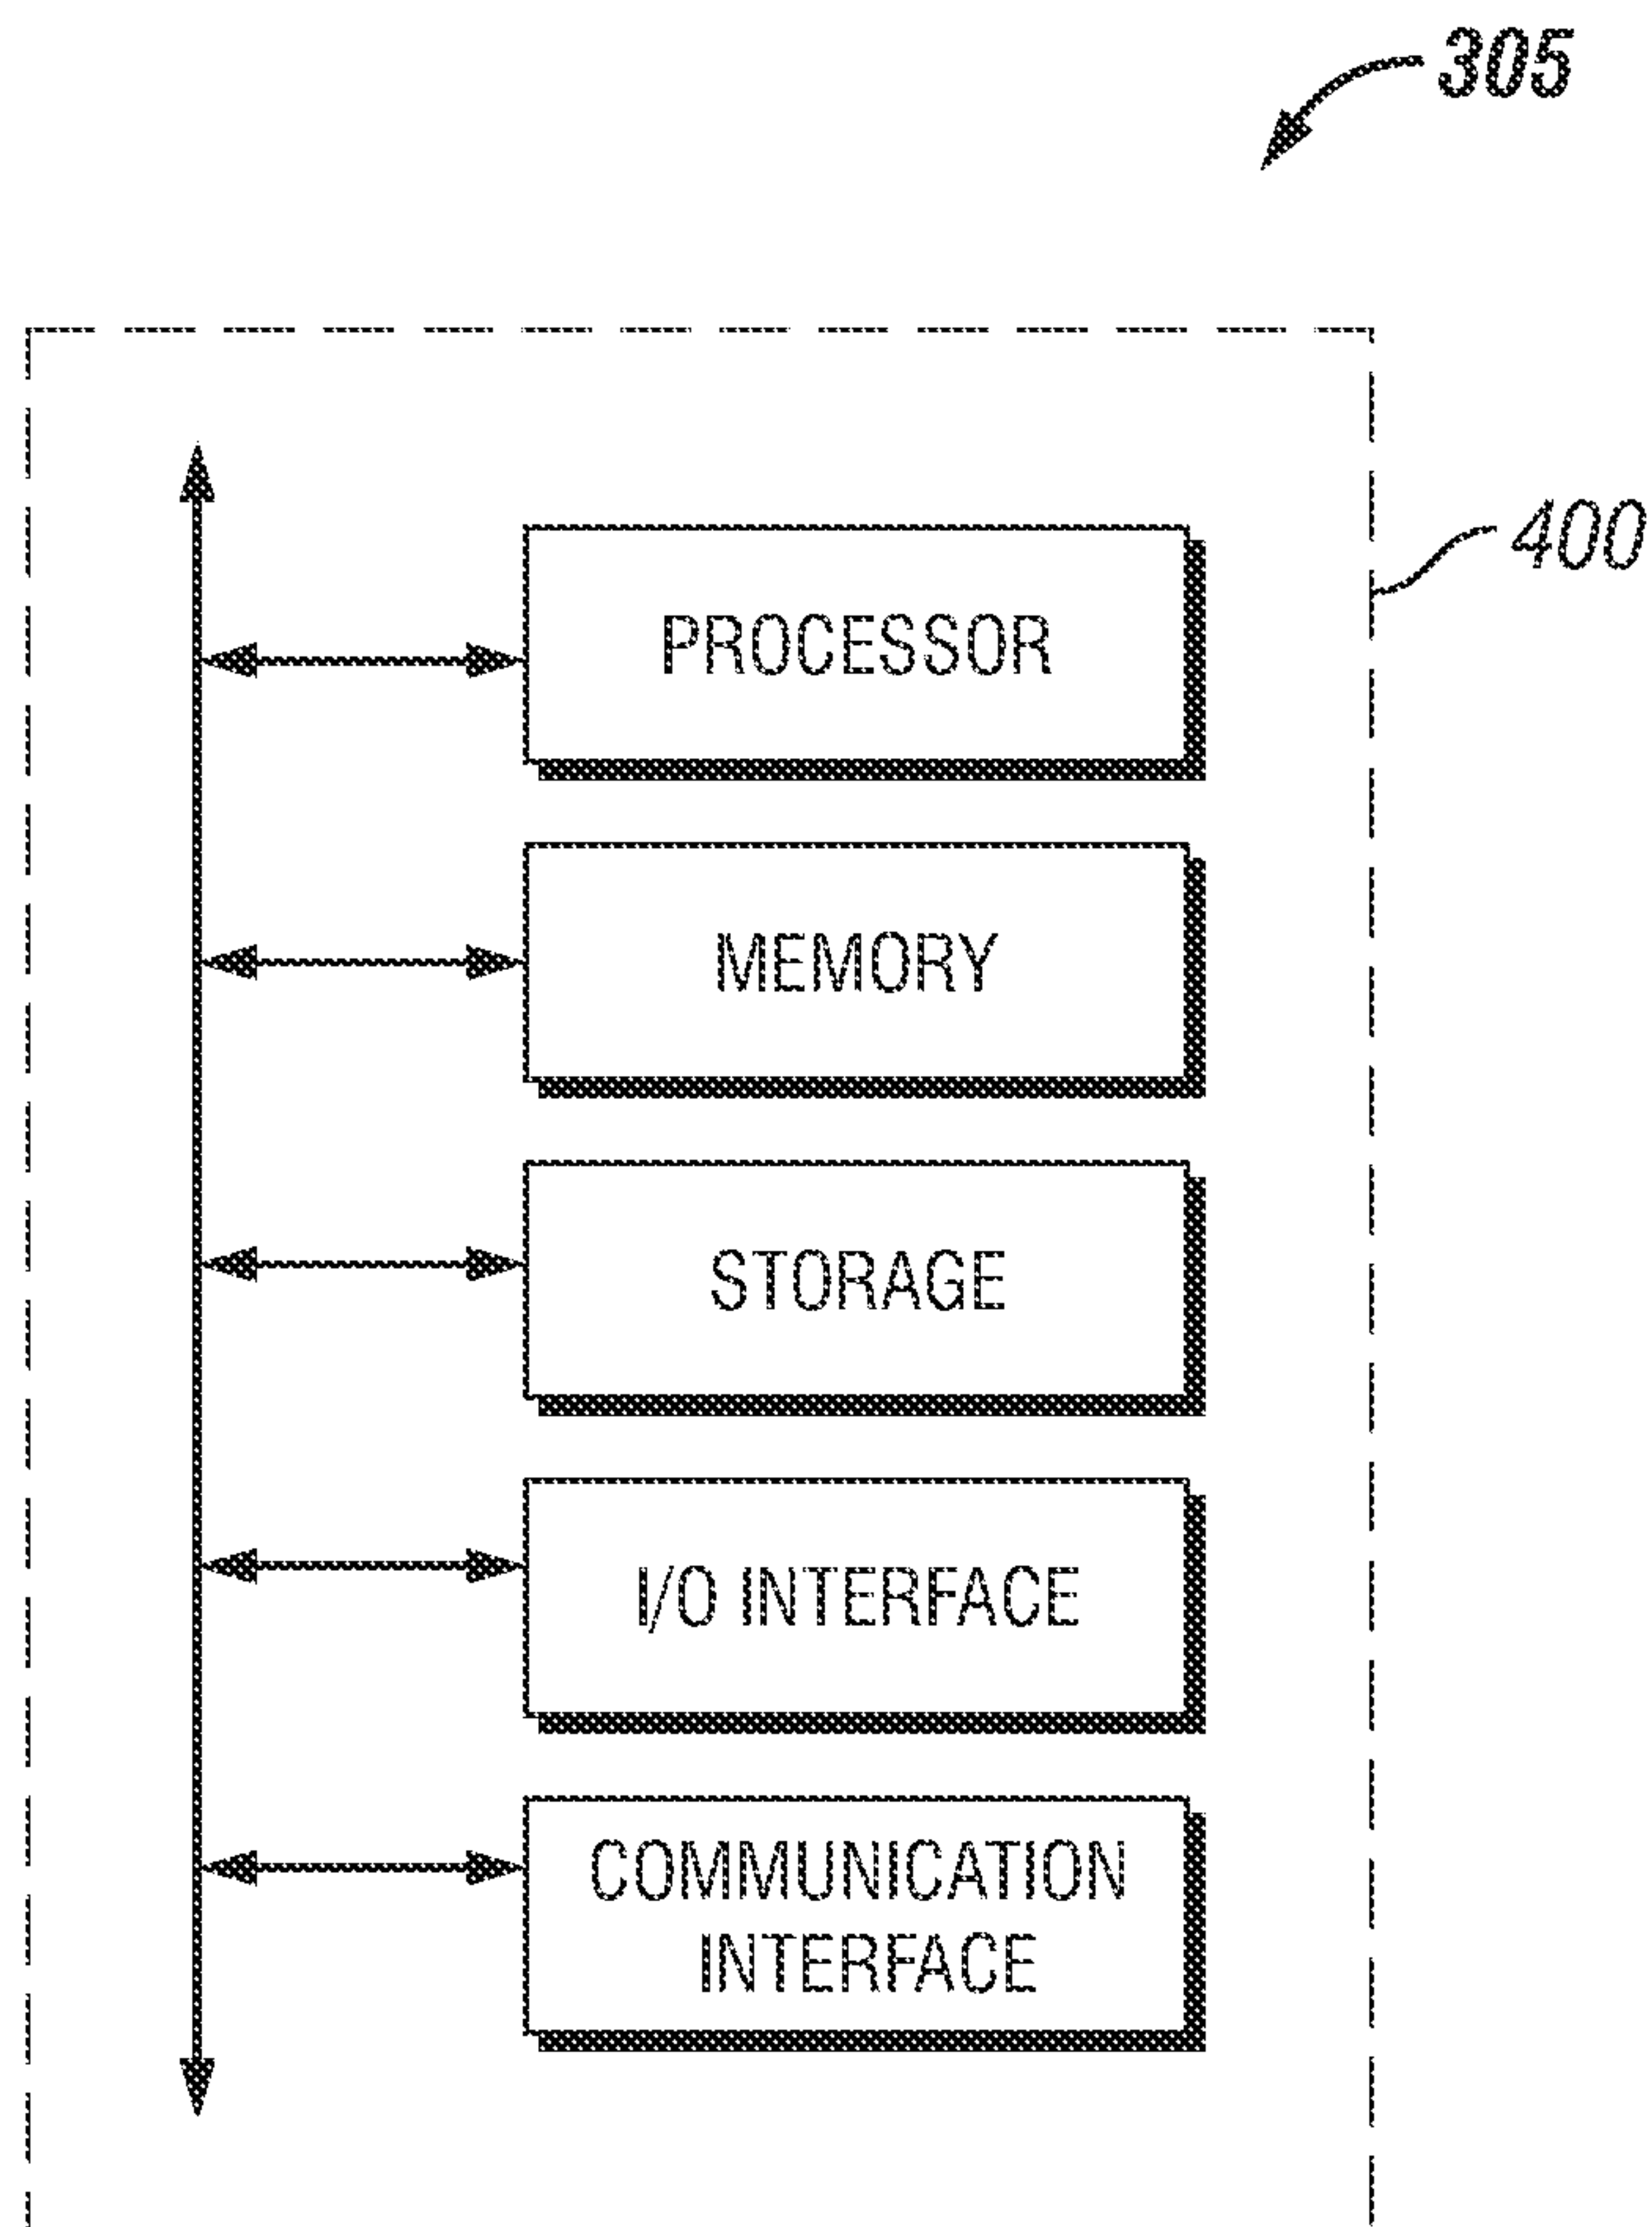 305
400
PROCESSOR
MEMORY
STORAGE
I/O INTERFACE
COMMUNICATION
INTERFACE